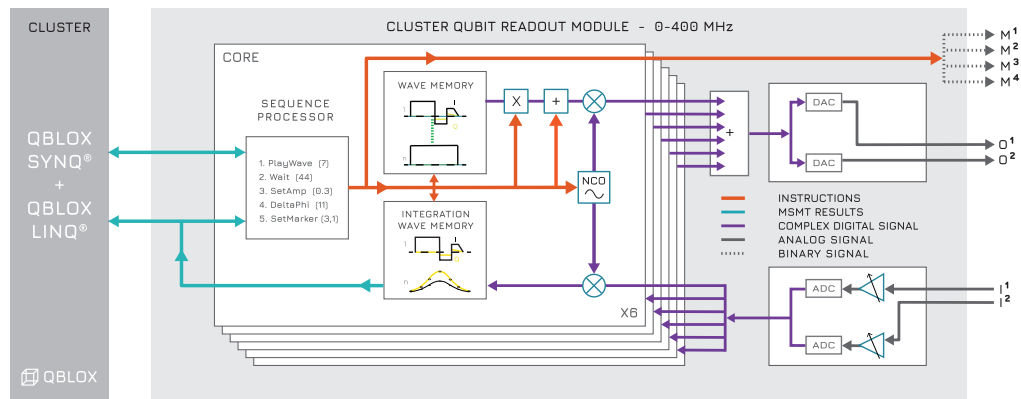 CLUSTER
CLUSTER QUBIT READOUT MODULE - 0-400 MHz
CORE
SEQUENCE
PROCESSOR
1. PlayWave (7)
2. Wait (44)
3. SetAmp (0.3)
4. DeltaPhi (11)
5. SetMarker (3,1)
WAVE MEMORY
1
I
Q
n
INTEGRATION
WAVE MEMORY
1
I
Q
n
X
+
NCO
X6
+
DAC
DAC
M1
M2
M3
M4
O1
O2
QBLOX
SYNQ®
+
QBLOX
LINQ®
INSTRUCTIONS
MSMT RESULTS
COMPLEX DIGITAL SIGNAL
ANALOG SIGNAL
BINARY SIGNAL
ADC
ADC
I1
I2
QBLOX